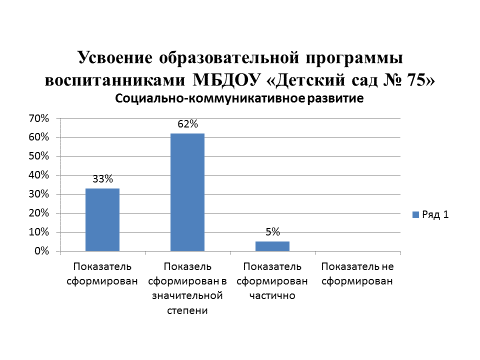 Усвоение образовательной программы
воспитанниками МБДОУ «Детский сад № 75»
Социально-коммуникативное развитие
70%
60%
50%
40%
30%
20%
10%
0%
33%
62%
5%
Показатель
сформирован
Показель
сформирован в
значительной
степени
Показатель
сформирован
частично
Показатель не
сформирован
Ряд 1